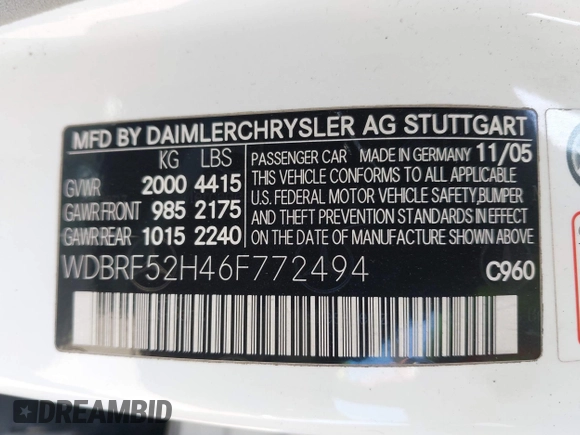 MFD BY DAIMLERCHRYSLER AG STUTTGART
KG LBS
GVWR 2000 4415
GAWR FRONT 985 2175
GAWR REAR 1015 2240
PASSENGER CAR MADE IN GERMANY 11/05
THIS VEHICLE CONFORMS TO ALL APPLICABLE
U.S. FEDERAL MOTOR VEHICLE SAFETY, BUMPER
AND THEFT PREVENTION STANDARDS IN EFFECT
ON THE DATE OF MANUFACTURE SHOWN ABOVE.
WDBRF52H46F772494
C960
DREAMBID